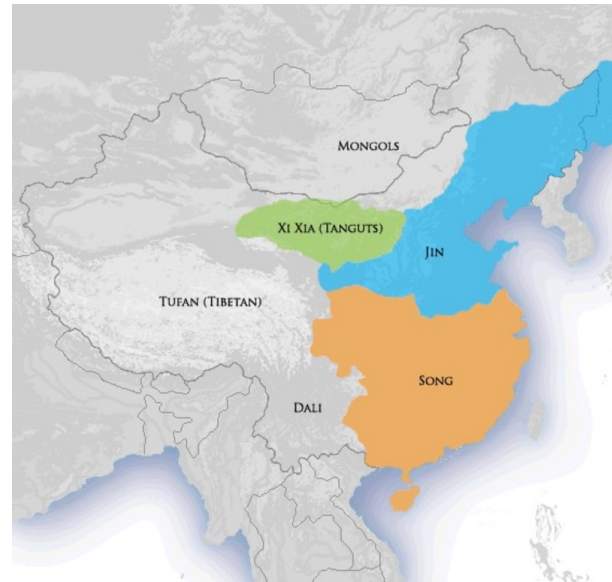 MONGOLS
XI XIA (TANGUTS)
JIN
TUFAN (TIBETAN)
SONG
DALI